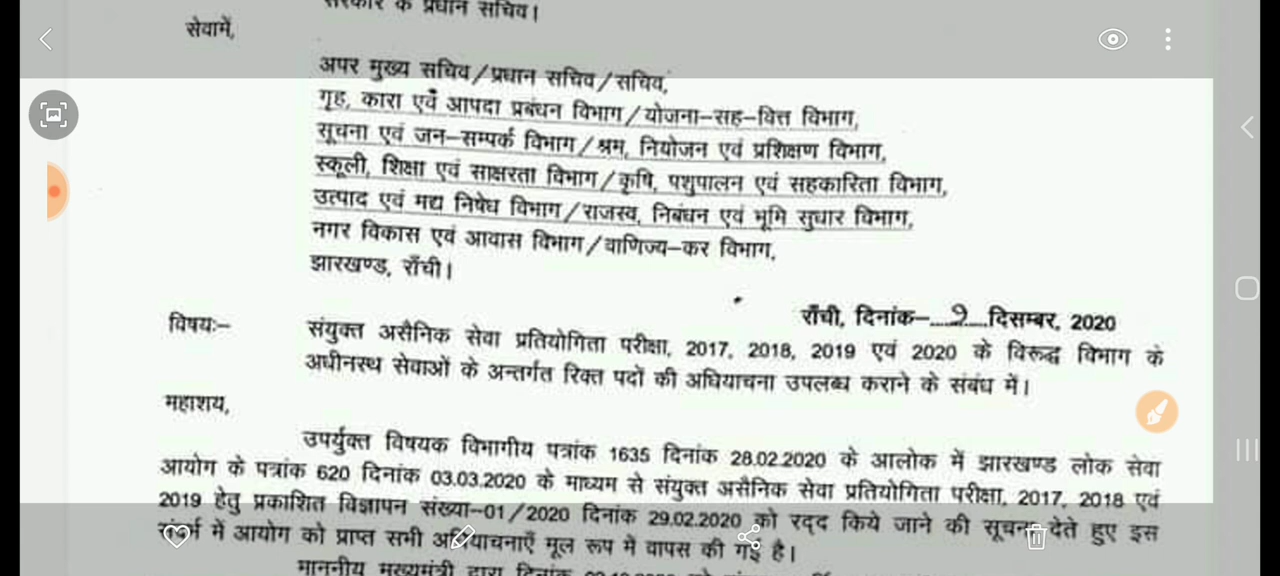 सरकार के प्रधान सचिव।
सेवामें,
अपर मुख्य सचिव/प्रधान सचिव/सचिव,
गृह, कारा एवं आपदा प्रबंधन विभाग/योजना-सह-वित्त विभाग,
सूचना एवं जन-सम्पर्क विभाग/श्रम, नियोजन एवं प्रशिक्षण विभाग,
स्कूली, शिक्षा एवं साक्षरता विभाग/कृषि, पशुपालन एवं सहकारिता विभाग,
उत्पाद एवं मद्य निषेध विभाग/राजस्व, निबंधन एवं भूमि सुधार विभाग,
नगर विकास एवं आवास विभाग/वाणिज्य-कर विभाग,
झारखण्ड, राँची।
राँची, दिनांक-...9...दिसम्बर, 2020
विषय:- संयुक्त असैनिक सेवा प्रतियोगिता परीक्षा, 2017, 2018, 2019 एवं 2020 के विरूद्ध विभाग के
अधीनस्थ सेवाओं के अन्तर्गत रिक्त पदों की अधियाचना उपलब्ध कराने के संबंध में।
महाशय,
उपर्युक्त विषयक विभागीय पत्रांक 1635 दिनांक 28.02.2020 के आलोक में झारखण्ड लोक सेवा
आयोग के पत्रांक 620 दिनांक 03.03.2020 के माध्यम से संयुक्त असैनिक सेवा प्रतियोगिता परीक्षा, 2017, 2018 एवं
2019 हेतु प्रकाशित विज्ञापन संख्या-01/2020 दिनांक 29.02.2020 को रद्द किये जाने की सूचना देते हुए इस
संदर्भ में आयोग को प्राप्त सभी अधियाचनाएँ मूल रूप में वापस की गई है।
माननीय मुख्यमंत्री द्वारा दिनांक